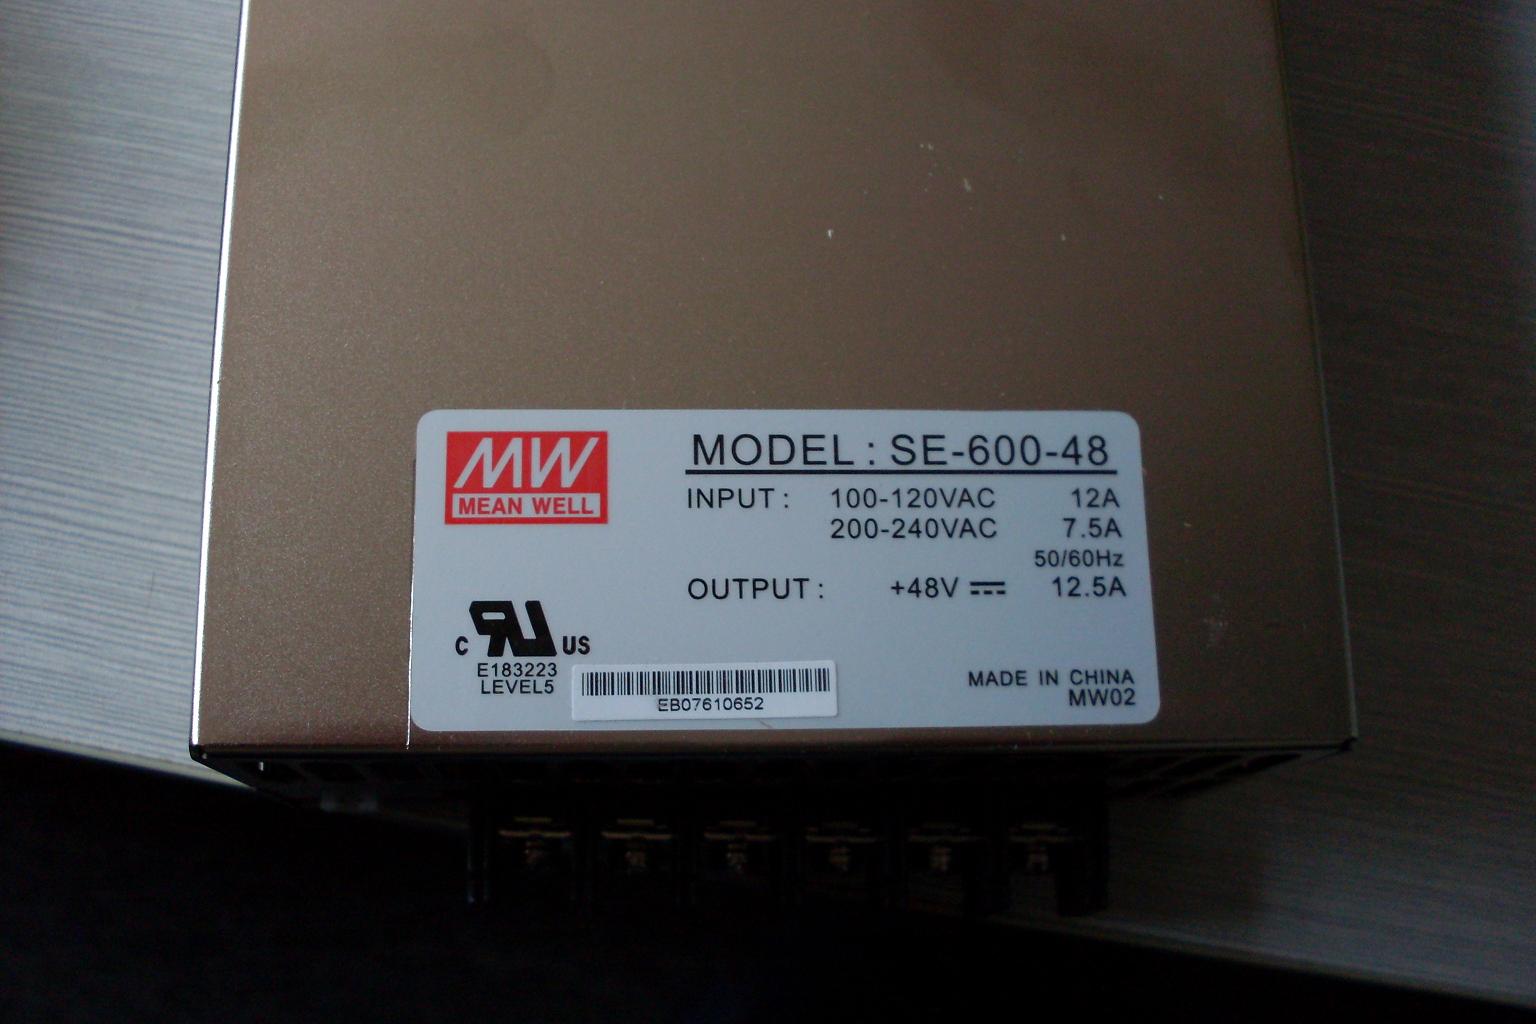 MW
MEAN WELL
MODEL : SE-600-48
INPUT : 100-120VAC 12A
200-240VAC 7.5A
50/60Hz
OUTPUT : +48V 12.5A
C RU US
E183223
LEVEL5
EB07610652
MADE IN CHINA
MW02